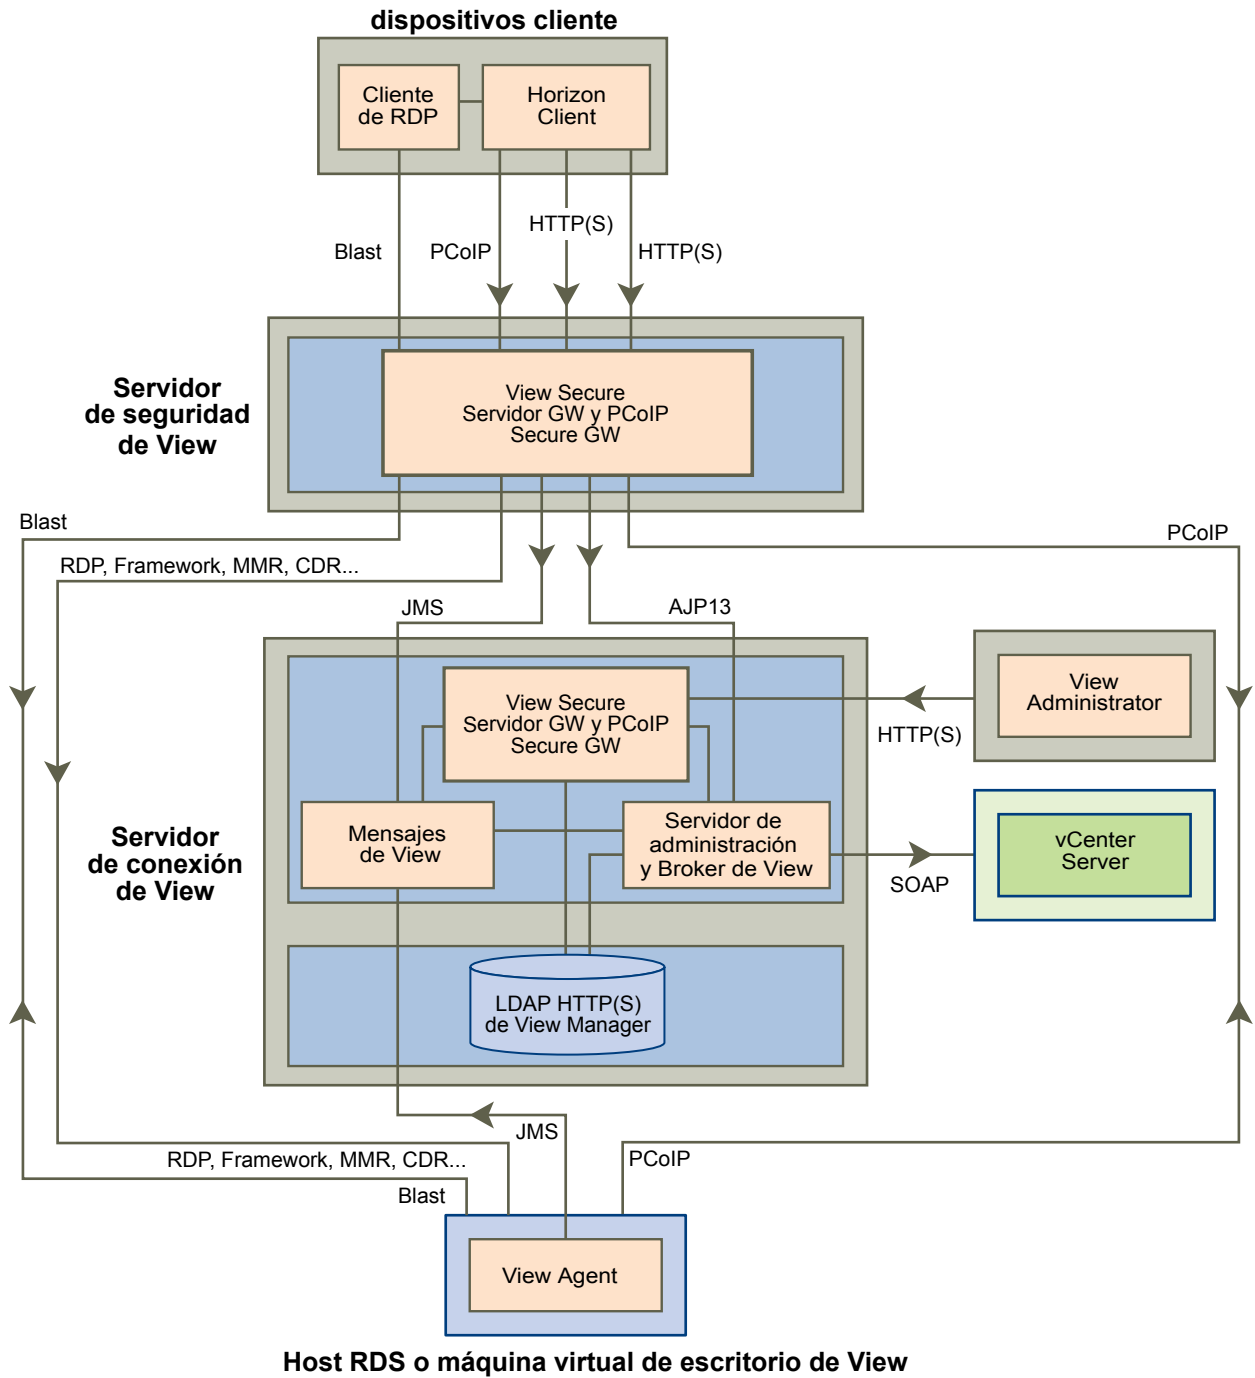 dispositivos cliente
Cliente
de RDP
Horizon
Client
HTTP(S)
Blast
PCoIP
HTTP(S)
Servidor
de seguridad
de View
View Secure
Servidor GW y PCoIP
Secure GW
Blast
PCoIP
RDP, Framework, MMR, CDR...
JMS
AJP13
View Secure
Servidor GW y PCoIP
Secure GW
View
Administrator
HTTP(S)
Servidor
de conexión
de View
Mensajes
de View
Servidor de
administración
y Broker de View
vCenter
Server
SOAP
LDAP HTTP(S)
de View Manager
JMS
RDP, Framework, MMR, CDR...
PCoIP
Blast
View Agent
Host RDS o máquina virtual de escritorio de View